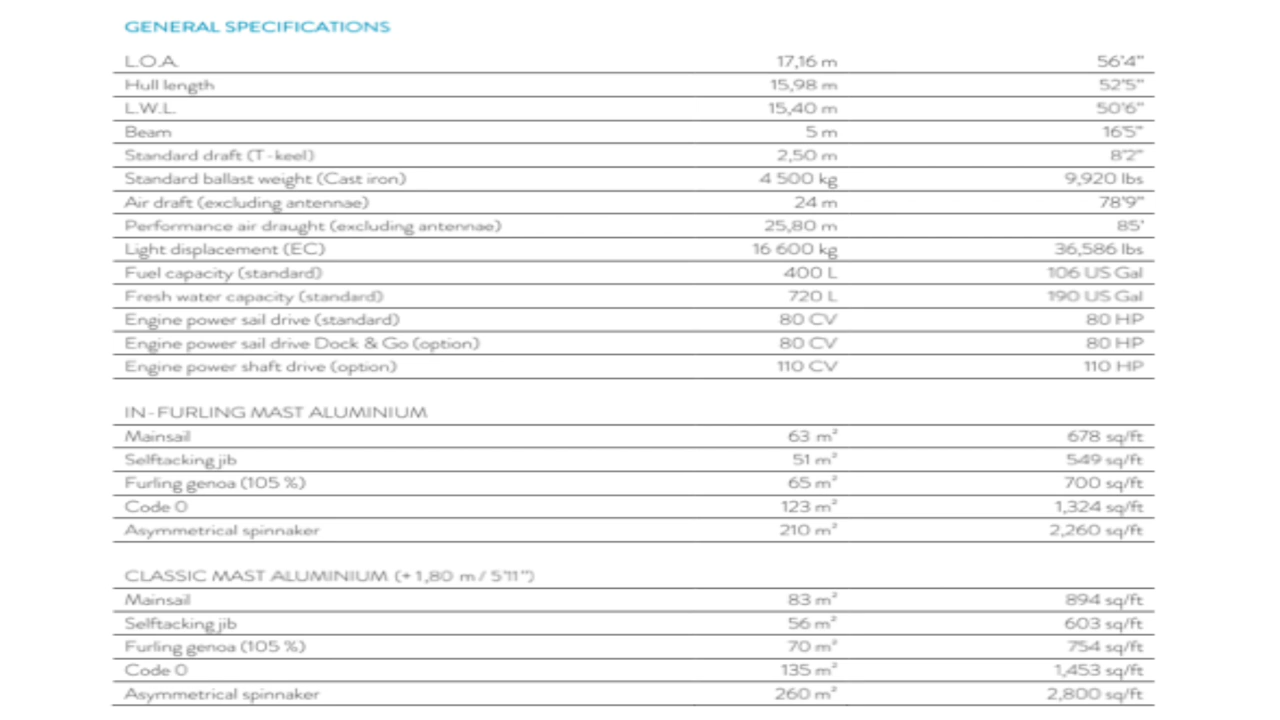 GENERAL SPECIFICATIONS
L.O.A. 17,16 m 56'4"
Hull length 15,98 m 52'5"
L.W.L. 15,40 m 50'6"
Beam 5 m 16'5"
Standard draft (T-keel) 2,50 m 8'2"
Standard ballast weight (Cast iron) 4 500 kg 9,920 lbs
Air draft (excluding antennae) 24 m 78'9"
Performance air draught (excluding antennae) 25,80 m 85'
Light displacement (EC) 16 600 kg 36,586 lbs
Fuel capacity (standard) 400 L 106 US Gal
Fresh water capacity (standard) 720 L 190 US Gal
Engine power sail drive (standard) 80 CV 80 HP
Engine power sail drive Dock & Go (option) 80 CV 80 HP
Engine power shaft drive (option) 110 CV 110 HP
IN-FURLING MAST ALUMINIUM
Mainsail 63 m² 678 sq/ft
Selftacking jib 51 m² 549 sq/ft
Furling genoa (105 %) 65 m² 700 sq/ft
Code 0 123 m² 1,324 sq/ft
Asymmetrical spinnaker 210 m² 2,260 sq/ft
CLASSIC MAST ALUMINIUM (+ 1,80 m / 5'11")
Mainsail 83 m² 894 sq/ft
Selftacking jib 56 m² 603 sq/ft
Furling genoa (105 %) 70 m² 754 sq/ft
Code 0 135 m² 1,453 sq/ft
Asymmetrical spinnaker 260 m² 2,800 sq/ft